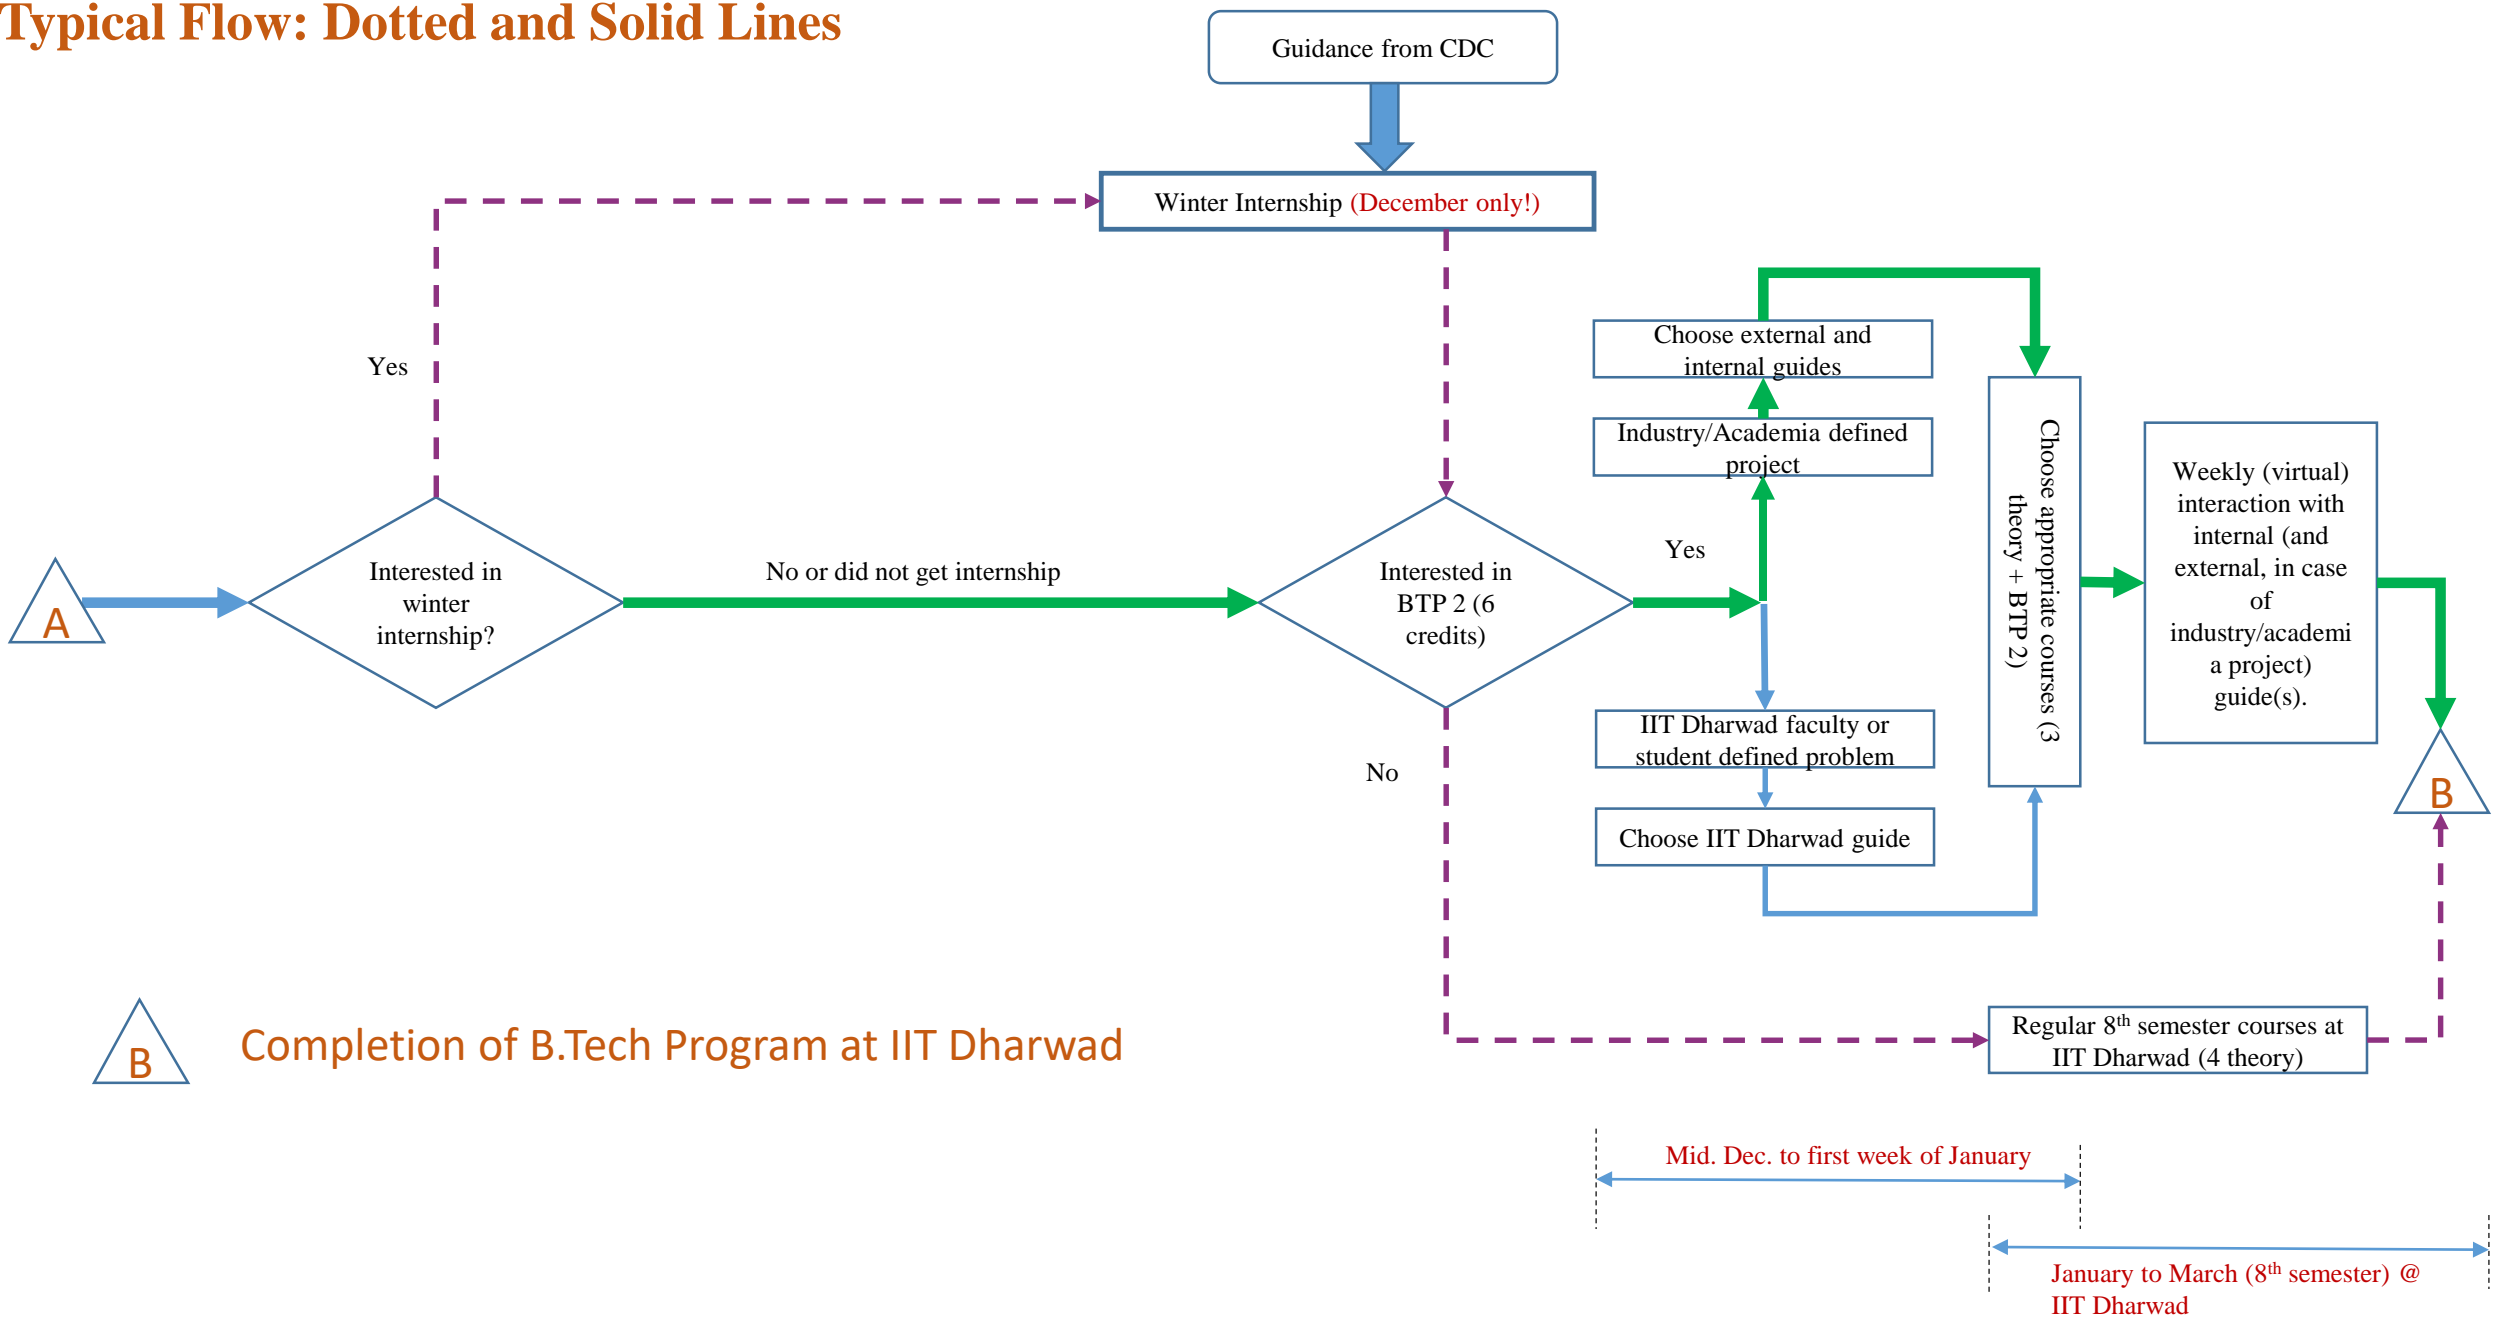 Typical Flow: Dotted and Solid Lines
Guidance from CDC
Winter Internship (December only!)
Yes
Choose external and
internal guides
Industry/Academia defined
project
Choose appropriate courses (3
theory + BTP 2)
Weekly (virtual)
interaction with
internal (and
external, in case
of
industry/academi
a project)
guide(s).
A
Interested in
winter
internship?
No or did not get internship
Interested in
BTP 2 (6
credits)
Yes
No
IIT Dharwad faculty or
student defined problem
Choose IIT Dharwad guide
B
Regular 8th semester courses at
IIT Dharwad (4 theory)
B
Completion of B.Tech Program at IIT Dharwad
Mid. Dec. to first week of January
January to March (8th semester) @
IIT Dharwad